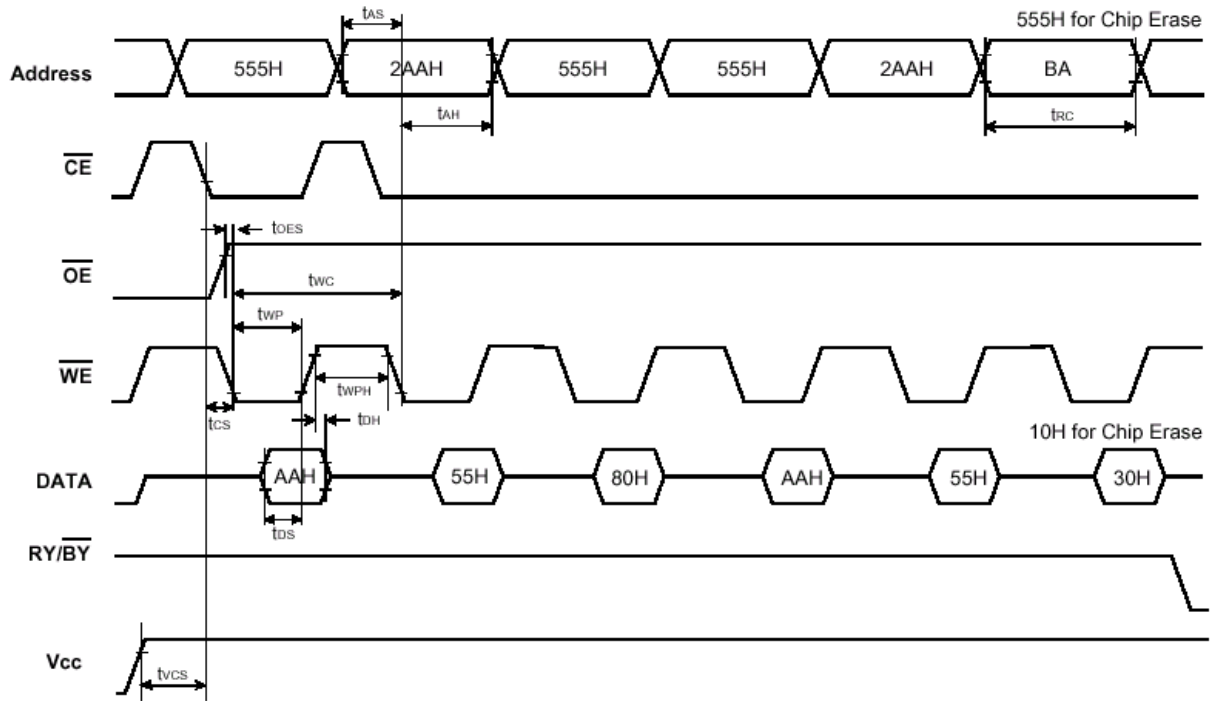 tAS
555H for Chip Erase
Address 555H 2AAH 555H 555H 2AAH BA
tAH tRC
CE
tOES
OE
tWC
tWP
WE
tWPH
tCS tDH
10H for Chip Erase
DATA AAH 55H 80H AAH 55H 30H
tDS
RY/BY
Vcc
tVCS